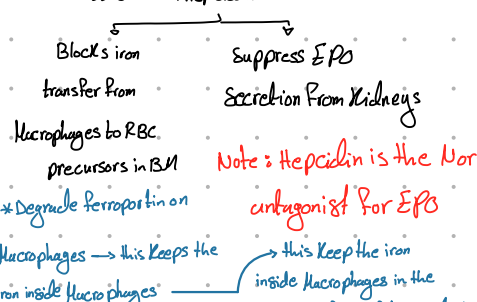 Blocks iron
transfer from
Macrophages to RBC
precursors in BM
*Degrade ferroportin on
Macrophages → this Keeps the
iron inside Macrophages
Suppress EPO
Secretion from Kidneys
Note: Hepcidin is the Nor
antagonist for EPO
this Keep the iron
inside Macrophages in the